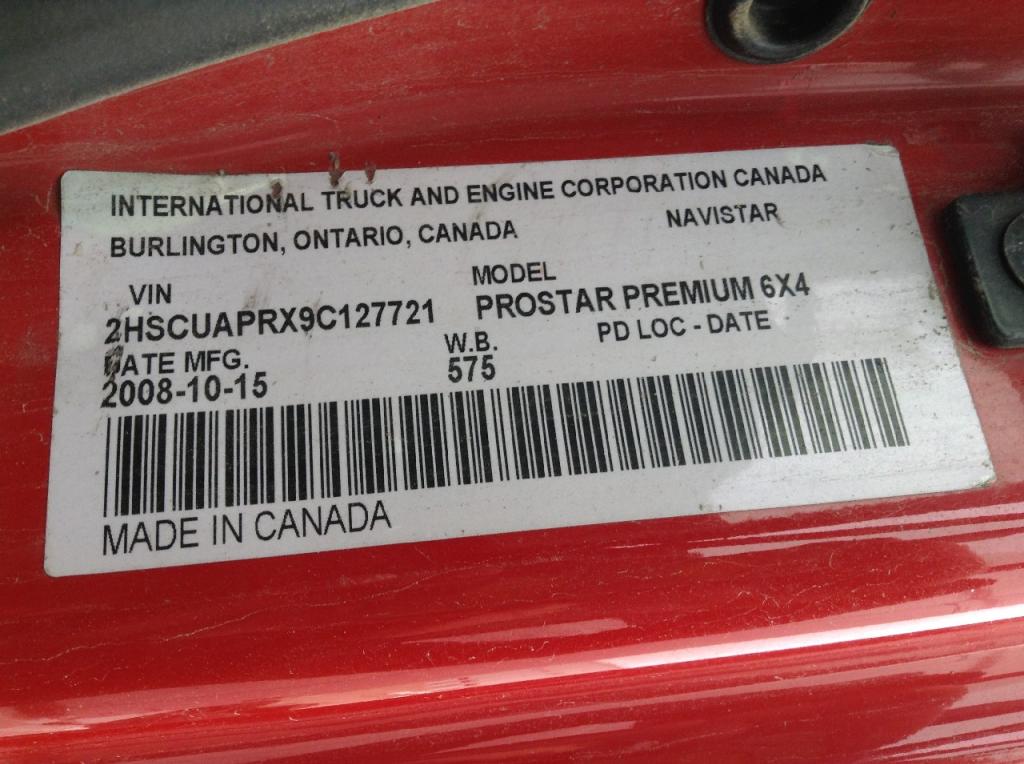 INTERNATIONAL TRUCK AND ENGINE CORPORATION CANADA
BURLINGTON, ONTARIO, CANADA NAVISTAR
VIN MODEL
2HSCUAPRX9C127721 PROSTAR PREMIUM 6X4
DATE MFG. W.B. PD LOC - DATE
2008-10-15 575
MADE IN CANADA